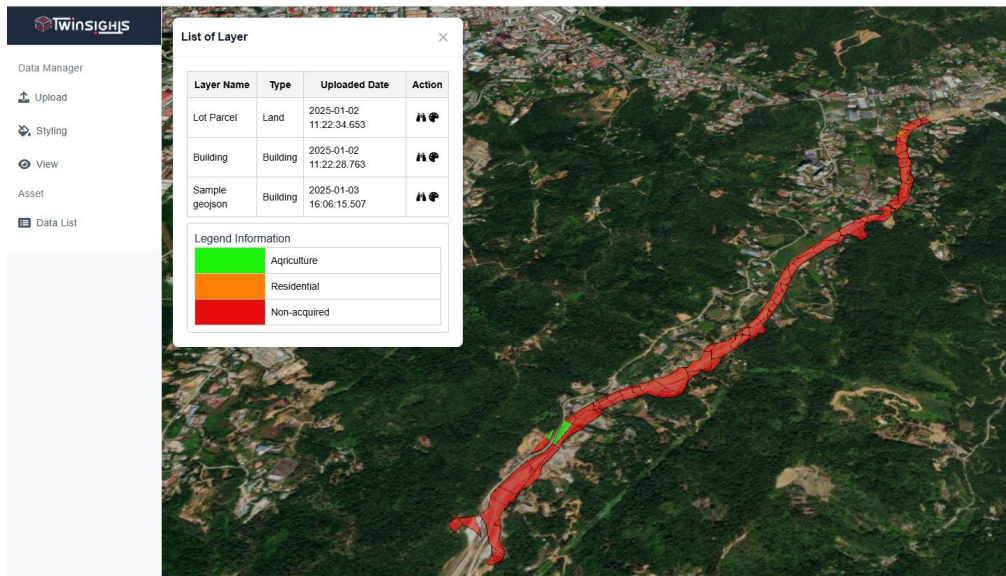 TWINSIGHTS
List of Layer
Data Manager
Upload
Styling
View
Asset
Data List
Layer Name Type Uploaded Date Action
Lot Parcel Land 2025-01-02
11:22:34.653
Building Building 2025-01-02
11:22:28.763
Sample
geojson Building 2025-01-03
16:06:15.507
Legend Information
Aqriculture
Residential
Non-acquired